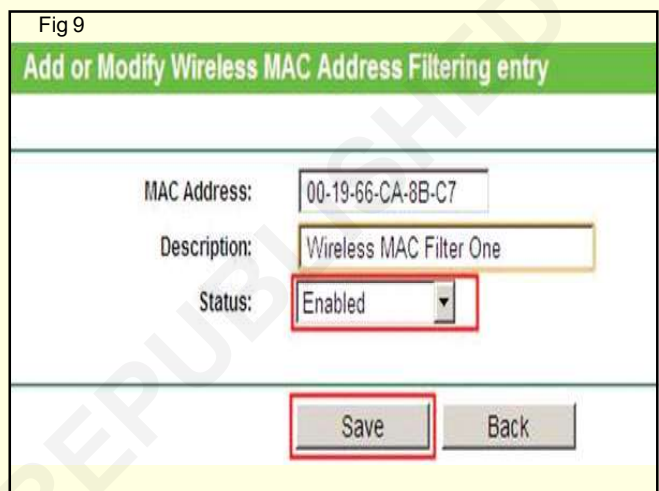 Fig 9
Add or Modify Wireless MAC Address Filtering entry
MAC Address: 00-19-66-CA-8B-C7
Description: Wireless MAC Filter One
Status: Enabled
Save Back
REPUBLISHED